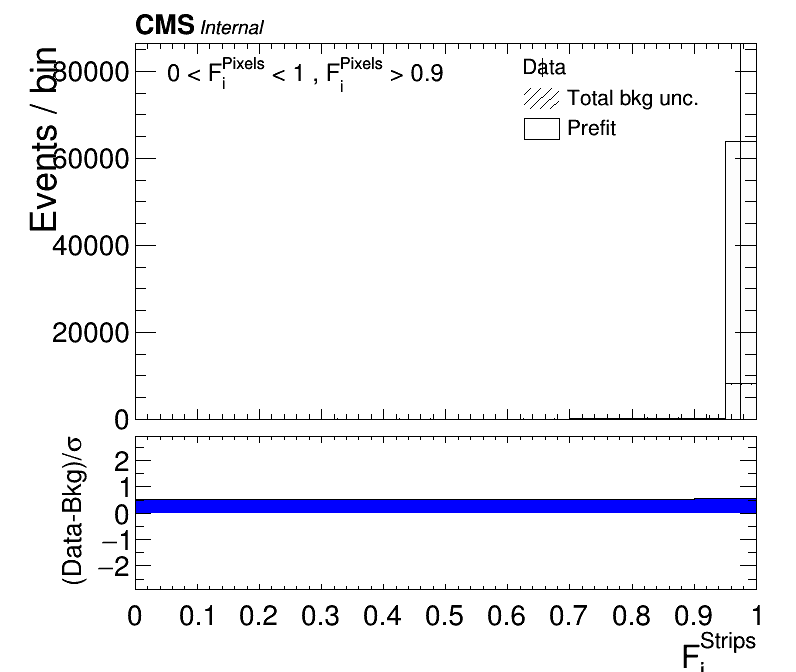 CMS Internal
0 < F_i^Pixels < 1 , F_i^Pixels > 0.9
Data
Total bkg unc.
Prefit
Events / bin
80000
60000
40000
20000
0
(Data-Bkg)/σ
2
1
0
−1
−2
0 0.1 0.2 0.3 0.4 0.5 0.6 0.7 0.8 0.9 1
F_i^Strips